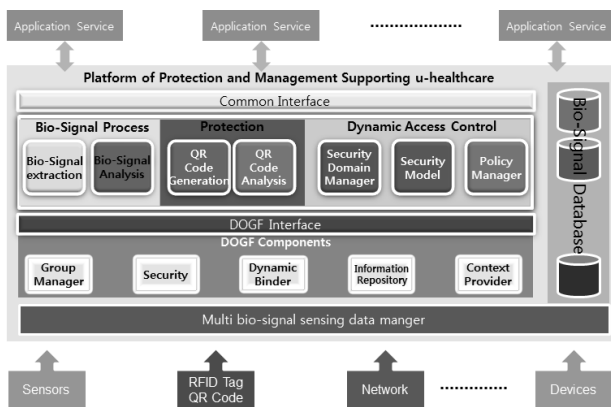 Application Service
Application Service
Application Service
Platform of Protection and Management Supporting u-healthcare
Common Interface
Bio-Signal Process
Protection
Dynamic Access Control
Bio-Signal
extraction
Bio-Signal
Analysis
QR
Code
Generation
QR
Code
Analysis
Security
Domain
Manager
Security
Model
Policy
Manager
DOGF Interface
DOGF Components
Group
Manager
Security
Dynamic
Binder
Information
Repository
Context
Provider
Bio-Signal Database
Multi bio-signal sensing data manger
Sensors
RFID Tag
QR Code
Network
Devices